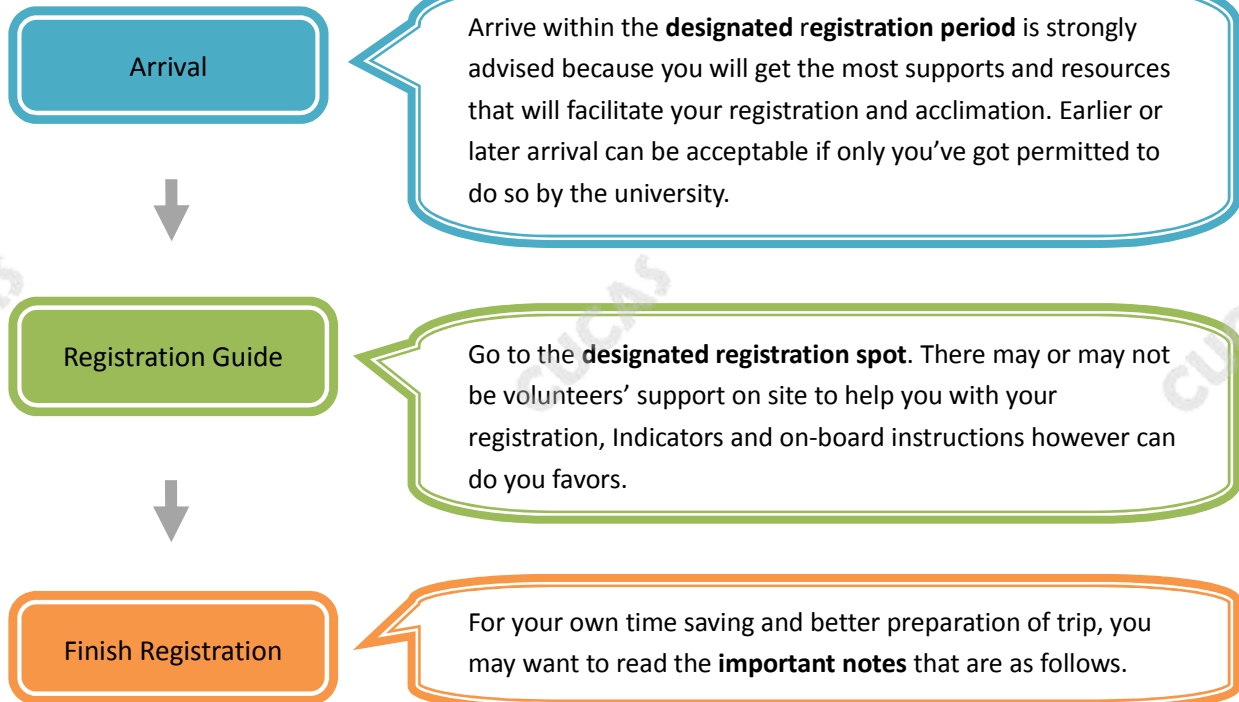 Arrival
Arrive within the designated registration period is strongly
advised because you will get the most supports and resources
that will facilitate your registration and acclimation. Earlier or
later arrival can be acceptable if only you’ve got permitted to
do so by the university.
Registration Guide
Go to the designated registration spot. There may or may not
be volunteers’ support on site to help you with your
registration, Indicators and on-board instructions however can
do you favors.
CUCAS
Finish Registration
For your own time saving and better preparation of trip, you
may want to read the important notes that are as follows.